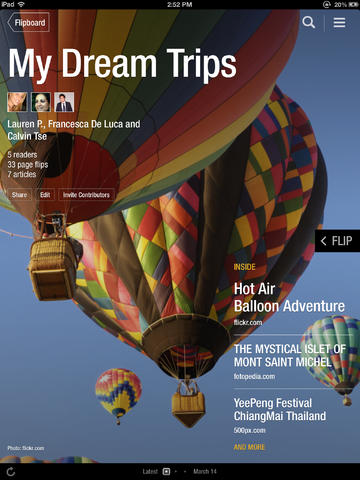 iPad
2:52 PM
20%
Flipboard
My Dream Trips
Lauren P., Francesca De Luca and
Calvin Tse
5 readers
33 page flips
7 articles
Share
Edit
Invite Contributors
FLIP
INSIDE
Hot Air
Balloon Adventure
flickr.com
THE MYSTICAL ISLET OF
MONT SAINT MICHEL
fotopedia.com
YeePeng Festival
ChiangMai Thailand
500px.com
AND MORE
Photo: flickr.com
Latest
March 14